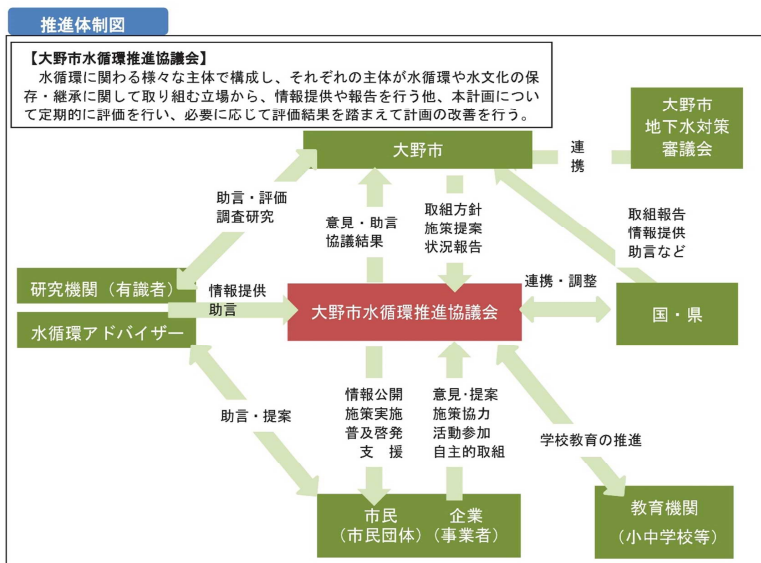 推進体制図
【大野市水循環推進協議会】
水循環に関わる様々な主体で構成し、それぞれの主体が水循環や水文化の保
存・継承に関して取り組む立場から、情報提供や報告を行う他、本計画につい
て定期的に評価を行い、必要に応じて評価結果を踏まえて計画の改善を行う。
大野市
連
携
大野市
地下水対策
審議会
助言・評価
調査研究
意見・助言
協議結果
取組方針
施策提案
状況報告
取組報告
情報提供
助言など
研究機関（有識者）
水循環アドバイザー
情報提供
助言
大野市水循環推進協議会
連携・調整
国・県
助言・提案
情報公開
施策実施
普及啓発
支 援
意見・提案
施策協力
活動参加
自主的取組
学校教育の推進
市民
（市民団体）
企業
（事業者）
教育機関
（小中学校等）